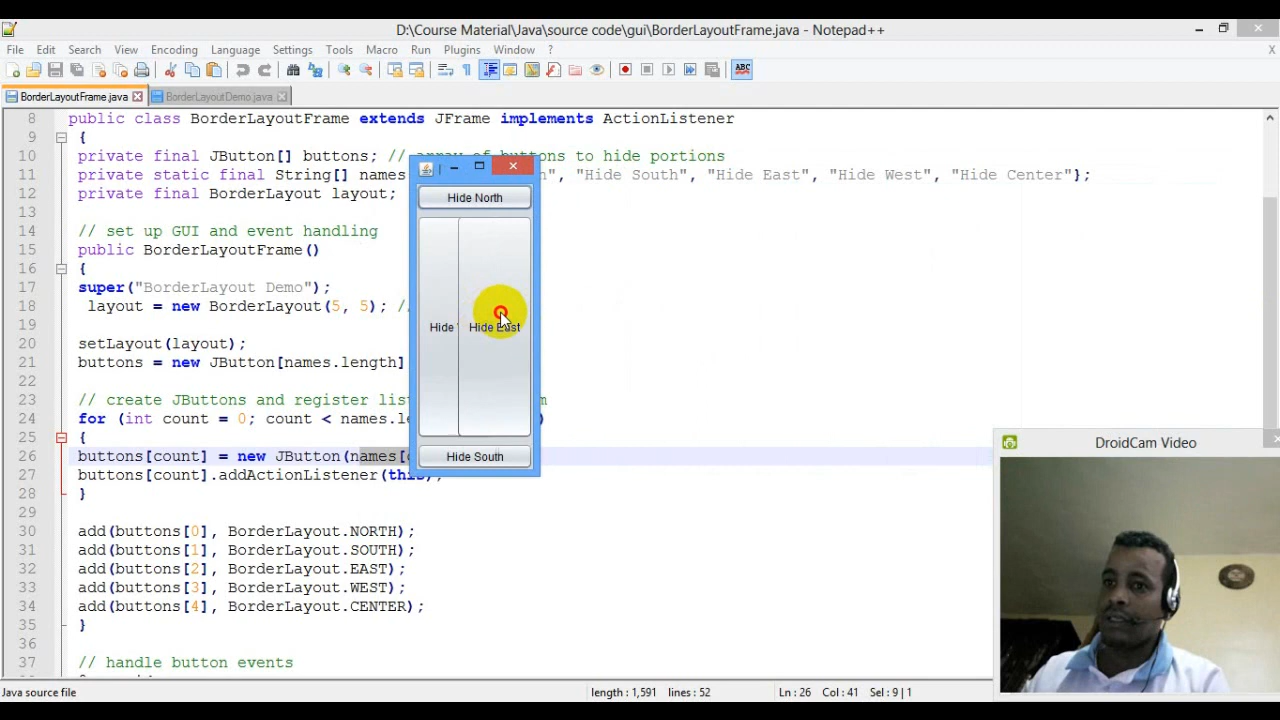 D:\Course Material\Java\source code\gui\BorderLayoutFrame.java - Notepad++
File Edit Search View Encoding Language Settings Tools Macro Run Plugins Window ? X
BorderLayoutFrame.java BorderLayoutDemo.java
8 public class BorderLayoutFrame extends JFrame implements ActionListener
9 {
10 private final JButton[] buttons; // array of buttons to hide portions
11 private static final String[] names "Hide South", "Hide East", "Hide West", "Hide Center"};
12 private final BorderLayout layout;
13
14 // set up GUI and event handling
15 public BorderLayoutFrame()
16 {
17 super("BorderLayout Demo");
18 layout = new BorderLayout(5, 5); //
19
20 setLayout(layout);
21 buttons = new JButton[names.length]
22
23 // create JButtons and register
24 for (int count = 0; count < names.
25 {
26 buttons[count] = new JButton(names[
27 buttons[count].addActionListener(this);
28 }
29
30 add(buttons[0], BorderLayout.NORTH);
31 add(buttons[1], BorderLayout.SOUTH);
32 add(buttons[2], BorderLayout.EAST);
33 add(buttons[3], BorderLayout.WEST);
34 add(buttons[4], BorderLayout.CENTER);
35 }
36
37 // handle button events
Hide North
Hide Hide East
Hide South
DroidCam Video
Java source file length : 1,591 lines : 52 Ln : 26 Col : 41 Sel : 9 | 1